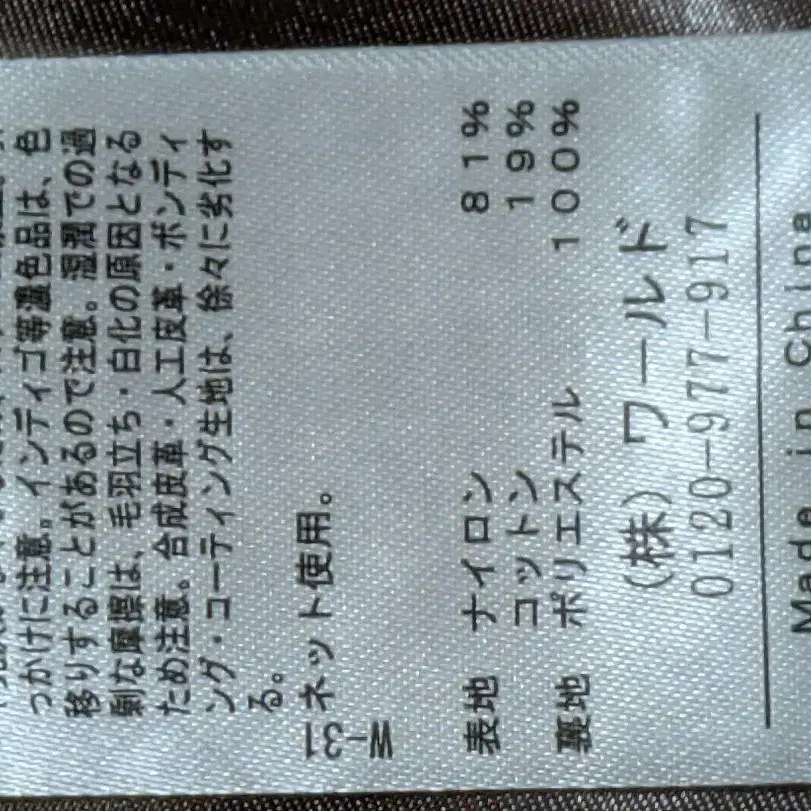 っかけに注意。インディゴ等濃色品は、色
移りすることがあるので注意。湿潤での過
剰な摩擦は、毛羽立ち・白化の原因となる
ため注意。合成皮革・人工皮革・ボンディ
ング・コーティング生地は、徐々に劣化す
る。
ネット使用。
表地 ナイロン 81%
コットン 19%
裏地 ポリエステル 100%
(株) ワールド
0120-977-917
Made in China